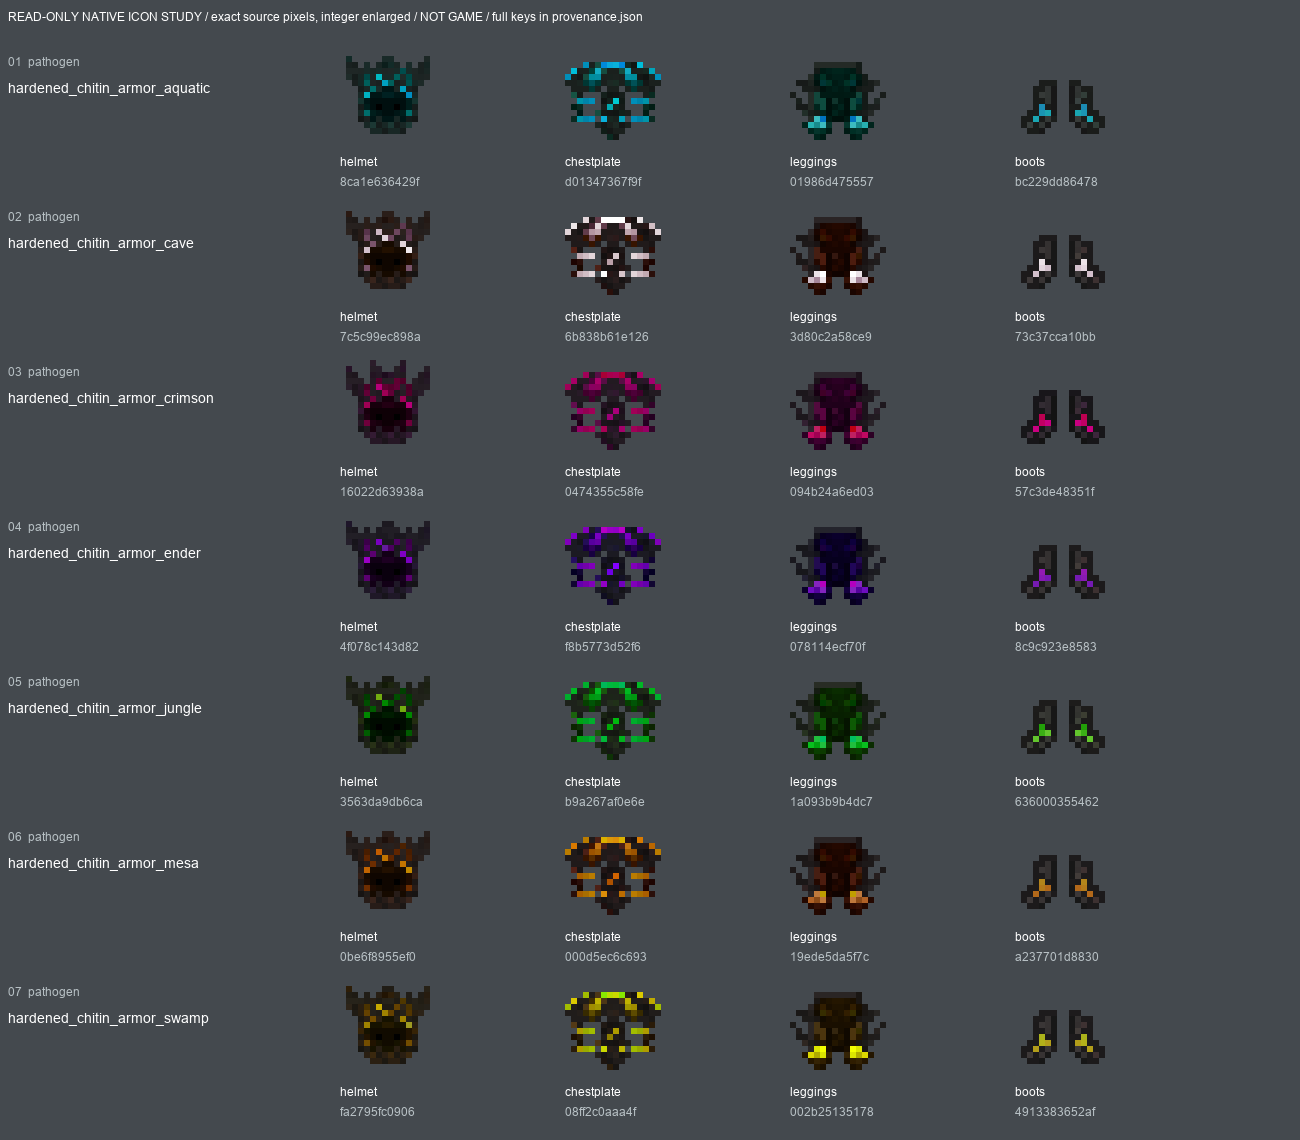 READ-ONLY NATIVE ICON STUDY / exact source pixels, integer enlarged / NOT GAME / full keys in provenance.json
01 pathogen
hardened_chitin_armor_aquatic
helmet chestplate leggings boots
8ca1e636429f d01347367f9f 01986d475557 bc229dd86478
02 pathogen
hardened_chitin_armor_cave
helmet chestplate leggings boots
7c5c99ec898a 6b838b61e126 3d80c2a58ce9 73c37cca10bb
03 pathogen
hardened_chitin_armor_crimson
helmet chestplate leggings boots
16022d63938a 0474355c58fe 094b24a6ed03 57c3de48351f
04 pathogen
hardened_chitin_armor_ender
helmet chestplate leggings boots
4f078c143d82 f8b5773d52f6 078114ecf70f 8c9c923e8583
05 pathogen
hardened_chitin_armor_jungle
helmet chestplate leggings boots
3563da9db6ca b9a267af0e6e 1a093b9b4dc7 636000355462
06 pathogen
hardened_chitin_armor_mesa
helmet chestplate leggings boots
0be6f8955ef0 000d5ec6c693 19ede5da5f7c a237701d8830
07 pathogen
hardened_chitin_armor_swamp
helmet chestplate leggings boots
fa2795fc0906 08ff2c0aaa4f 002b25135178 4913383652af